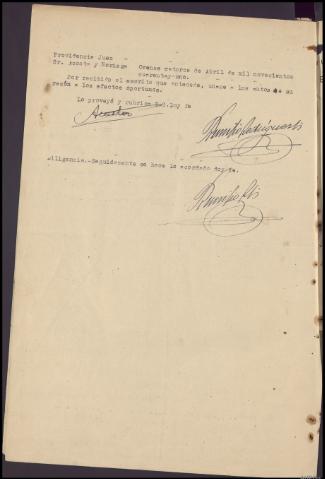 Providencia Juez
Sr. Acosta y Noriega
Orense catorce de Abril de mil novecientos
cuarenta y uno.
Por recibido el escrito que antecede, unase a los autos de su
razón a los efectos oportunos.
Lo proveyó y rubrica S.S. Doy fe
Acosta
Diligencia.-Seguidamente se hace lo acordado doy fe.